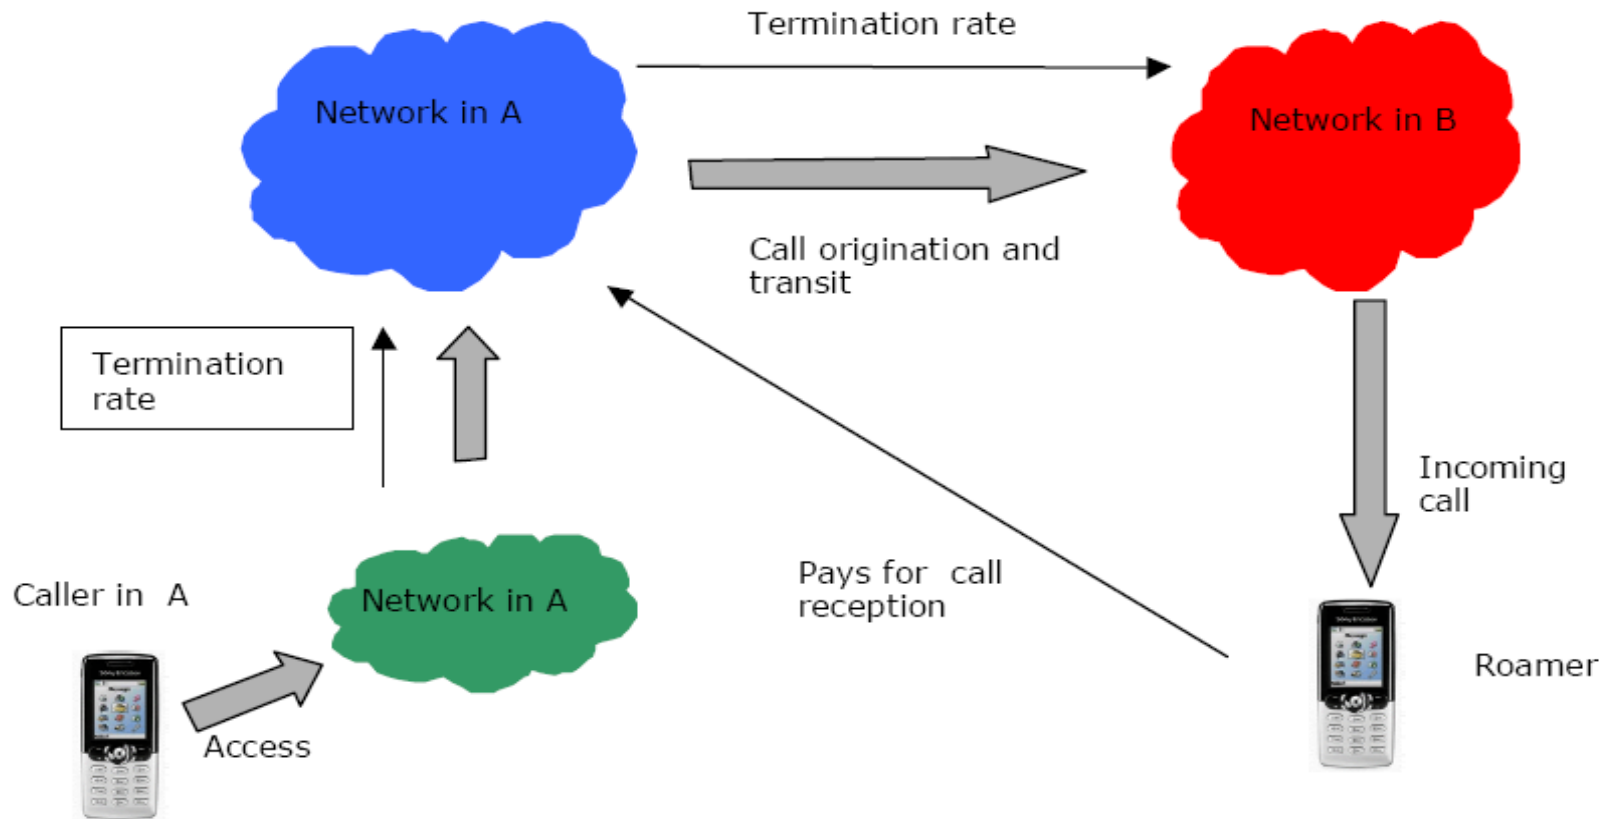 Termination rate
Network in A
Network in B
Call origination and
transit
Termination
rate
Incoming
call
Pays for call
reception
Caller in A
Network in A
Roamer
Access